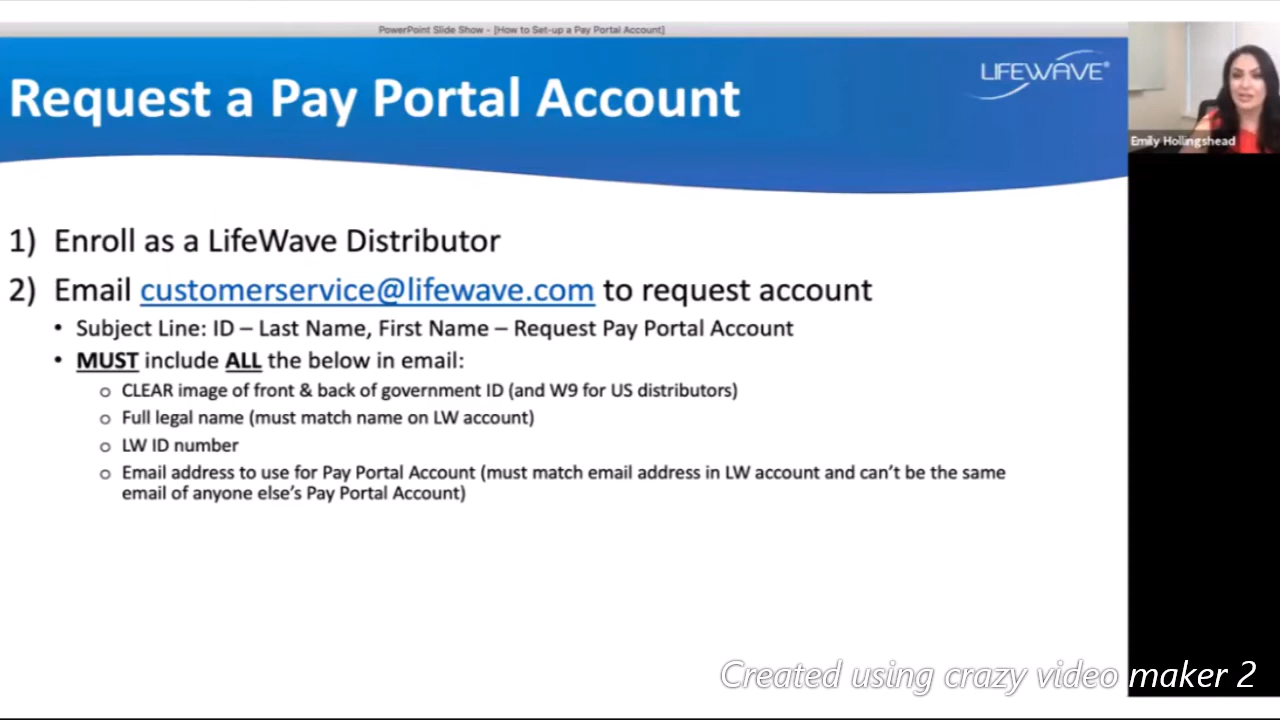 PowerPoint Slide Show - [How to Set-up a Pay Portal Account]
Request a Pay Portal Account
LIFEWAVE®
Emily Hollingshead
1) Enroll as a LifeWave Distributor
2) Email customerservice@lifewave.com to request account
• Subject Line: ID – Last Name, First Name – Request Pay Portal Account
• MUST include ALL the below in email:
o CLEAR image of front & back of government ID (and W9 for US distributors)
o Full legal name (must match name on LW account)
o LW ID number
o Email address to use for Pay Portal Account (must match email address in LW account and can't be the same
email of anyone else's Pay Portal Account)
Created using crazy video maker 2